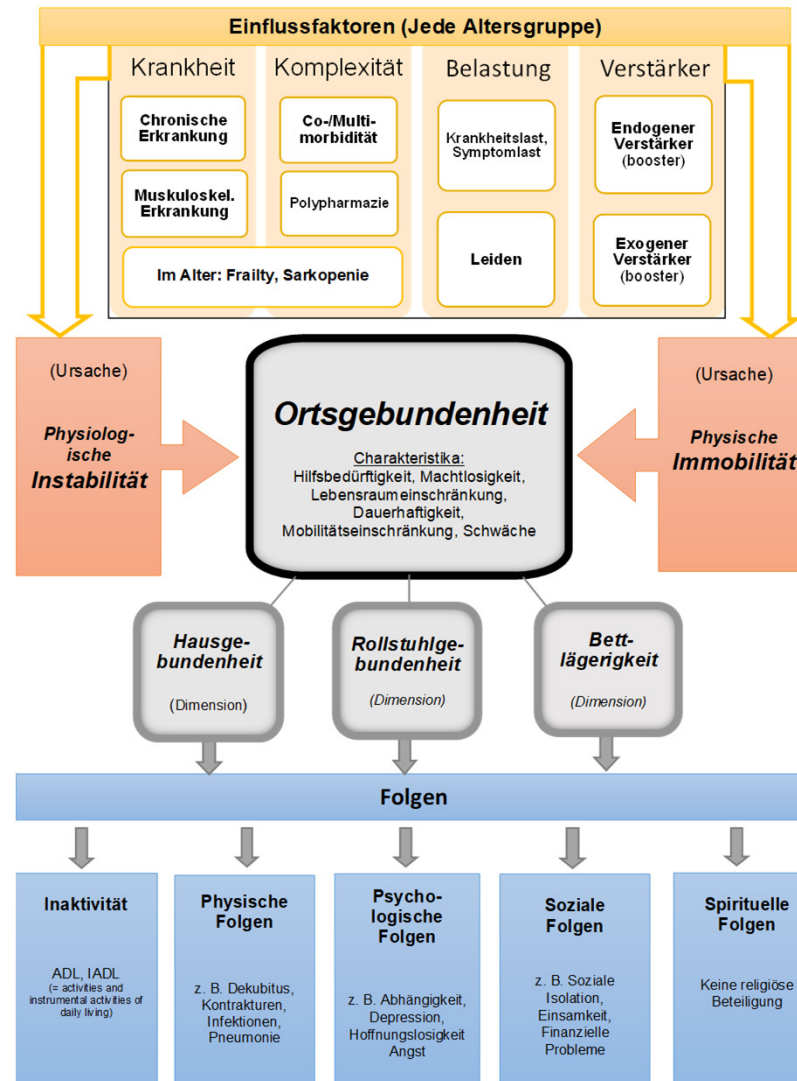 Einflussfaktoren (Jede Altersgruppe)
Krankheit
Komplexität
Belastung
Verstärker
Chronische
Erkrankung
Muskuloskel.
Erkrankung
Co-/Multi-
morbidität
Polypharmazie
Im Alter: Frailty, Sarkopenie
Krankheitslast,
Symptomlast
Leiden
Endogener
Verstärker
(booster)
Exogener
Verstärker
(booster)
(Ursache)
Physiolog-
ische
Instabilität
Ortsgebundenheit
Charakteristika:
Hilfsbedürftigkeit, Machtlosigkeit,
Lebensraumeinschränkung,
Dauerhaftigkeit,
Mobilitätseinschränkung, Schwäche
(Ursache)
Physische
Immobilität
Hausge-
bundenheit
(Dimension)
Rollstuhlge-
bundenheit
(Dimension)
Bett-
lägerigkeit
(Dimension)
Folgen
Inaktivität
ADL, IADL
(= activities and
instrumental activities of
daily living)
Physische
Folgen
z. B. Dekubitus,
Kontrakturen,
Infektionen,
Pneumonie
Psycho-
logische
Folgen
z. B. Abhängigkeit,
Depression,
Hoffnungslosigkeit
Angst
Soziale
Folgen
z. B. Soziale
Isolation,
Einsamkeit,
Finanzielle
Probleme
Spirituelle
Folgen
Keine religiöse
Beteiligung